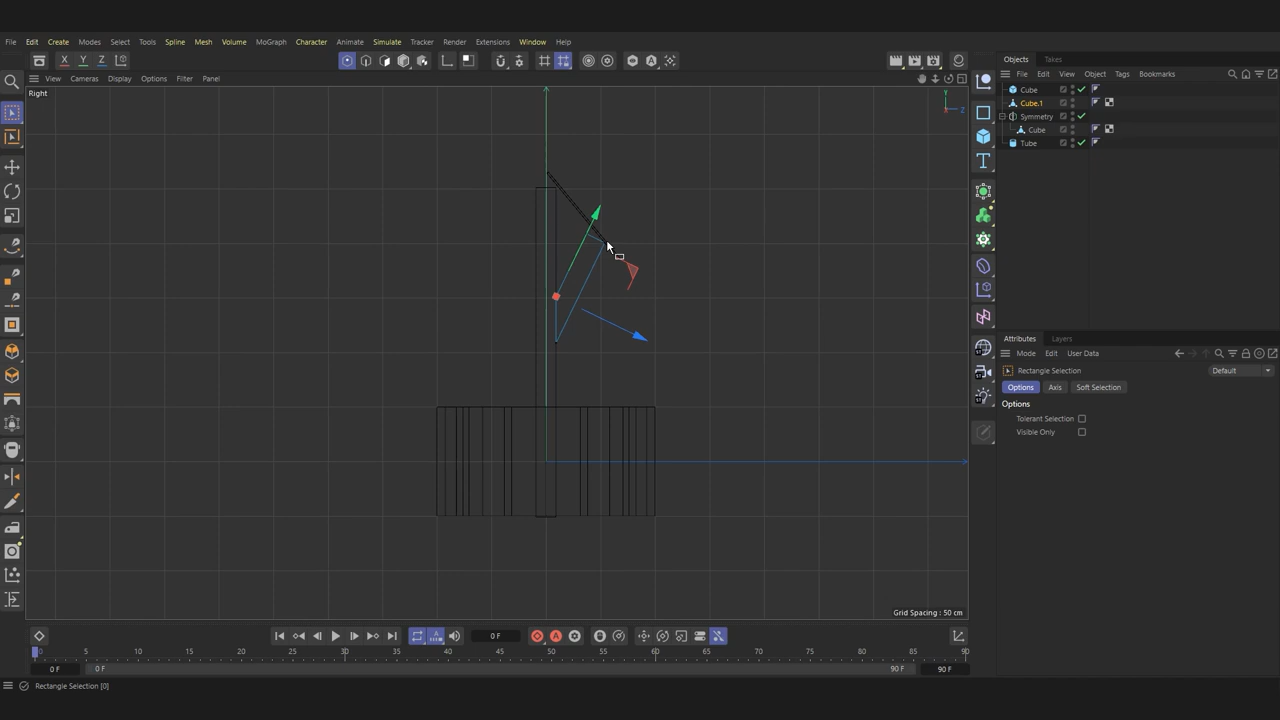 File Edit Create Modes Select Tools Spline Mesh Volume MoGraph Character Animate Simulate Tracker Render Extensions Window Help
X Y Z
Objects Takes
File Edit View Object Tags Bookmarks
View Cameras Display Options Filter Panel
Right
Y
Z
Cube
Cube.1
Symmetry
Cube
Tube
Attributes Layers
Mode Edit User Data
Rectangle Selection Default
Options Axis Soft Selection
Options
Tolerant Selection
Visible Only
Grid Spacing : 50 cm
0 F
0 5 10 15 20 25 30 35 40 45 50 55 60 65 70 75 80 85 90
0 F 0 F 90 F 90 F
Rectangle Selection [0]